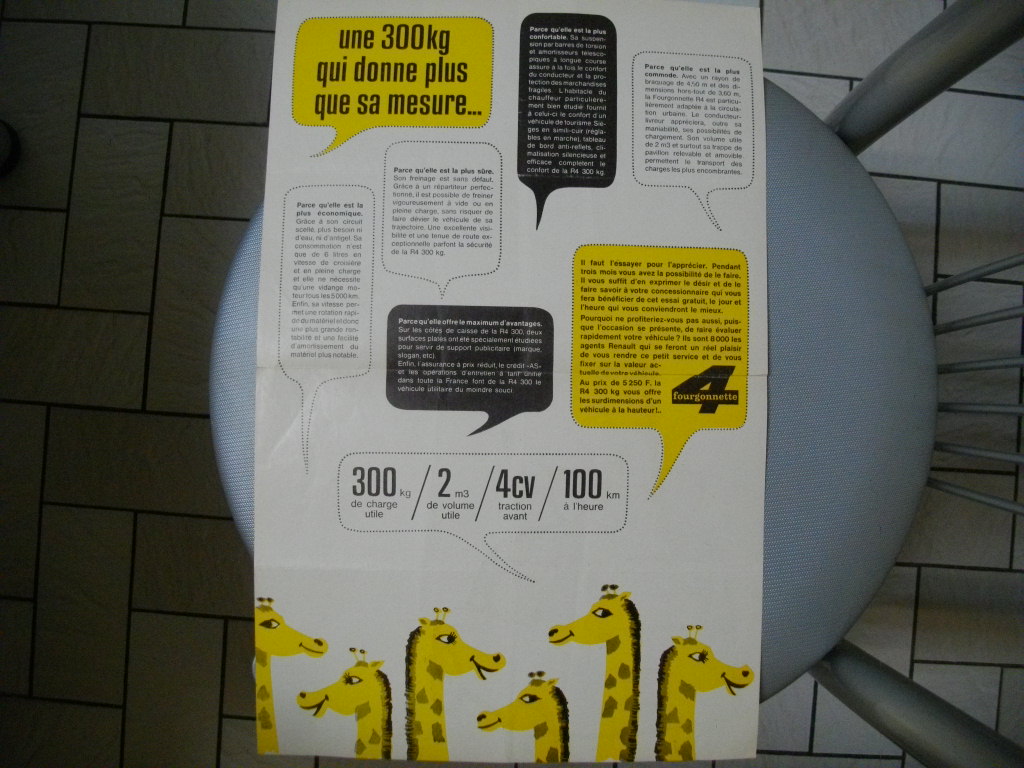 une 300kg
qui donne plus
que sa mesure...
Parce qu'elle est la plus
confortable. Sa suspen-
sion par barres de torsion
et amortisseurs télesco-
piques à longue course
assure à la fois le confort
du conducteur et la pro-
tection des marchandises
fragiles. L'habitacle du
chauffeur particulière-
ment bien étudié fournit
à celui-ci le confort d'un
véhicule de tourisme. Siè-
ges en simili-cuir (régla-
bles en marche), tableau
de bord anti-reflets, cli-
matisation silencieuse et
efficace complètent le
confort de la R4 300 kg.
Parce qu'elle est la plus
commode. Avec un rayon de
braquage de 4,90 m et des di-
mensions hors-tout de 3,60 m,
la Fourgonnette R4 est particu-
lièrement adaptée à la circula-
tion urbaine. Le conducteur-
livreur appréciera, outre sa
maniabilité, ses possibilités de
chargement. Son volume utile
de 2 m3 et surtout sa trappe de
pavillon relevable et amovible
permettent le transport des
charges les plus encombrantes.
Parce qu'elle est la plus sûre.
Son freinage est sans défaut.
Grâce à un répartiteur perfec-
tionné, il est possible de freiner
vigoureusement à vide ou en
pleine charge, sans risquer de
faire dévier le véhicule de sa
trajectoire. Une excellente visi-
bilité et une tenue de route ex-
ceptionnelle parfont la sécurité
de la R4 300 kg.
Parce qu'elle est la
plus économique.
Grâce à son circuit
scellé, plus besoin ni
d'eau, ni d'antigel. Sa
consommation n'est
que de 6 litres en
vitesse de croisière
et en pleine charge
et elle ne nécessite
qu'une vidange mo-
teur tous les 5000 km.
Enfin, sa vitesse per-
met une rotation rapi-
de du matériel et donc
une plus grande ren-
tabilité et une facilité
d'amortissement du
matériel plus notable.
Il faut l'essayer pour l'apprécier. Pendant
trois mois vous avez la possibilité de le faire.
Il vous suffit d'en exprimer le désir et de le
faire savoir à votre concessionnaire qui vous
fera bénéficier de cet essai gratuit, le jour et
l'heure qui vous conviendront le mieux.
Pourquoi ne profiteriez-vous pas aussi, puis-
que l'occasion se présente, de faire évaluer
rapidement votre véhicule ? Ils sont 8000 les
agents Renault qui se feront un réel plaisir
de vous rendre ce petit service et de vous
fixer sur la valeur ac-
tuelle de votre véhicule.
Au prix de 5 250 F, la
R4 300 kg vous offre
les surdimensions d'un
véhicule à la hauteur!..
4
fourgonnette
Parce qu'elle offre le maximum d'avantages.
Sur les côtés de caisse de la R4 300, deux
surfaces planes ont été spécialement étudiées
pour servir de support publicitaire (marque,
slogan, etc).
Enfin, l'assurance à prix réduit, le crédit «AS»
et les opérations d'entretien à tarif unifié
dans toute la France font de la R4 300 le
véhicule utilitaire du moindre souci.
300 kg / 2 m3 / 4cv / 100 km
de charge de volume traction à l'heure
utile utile avant